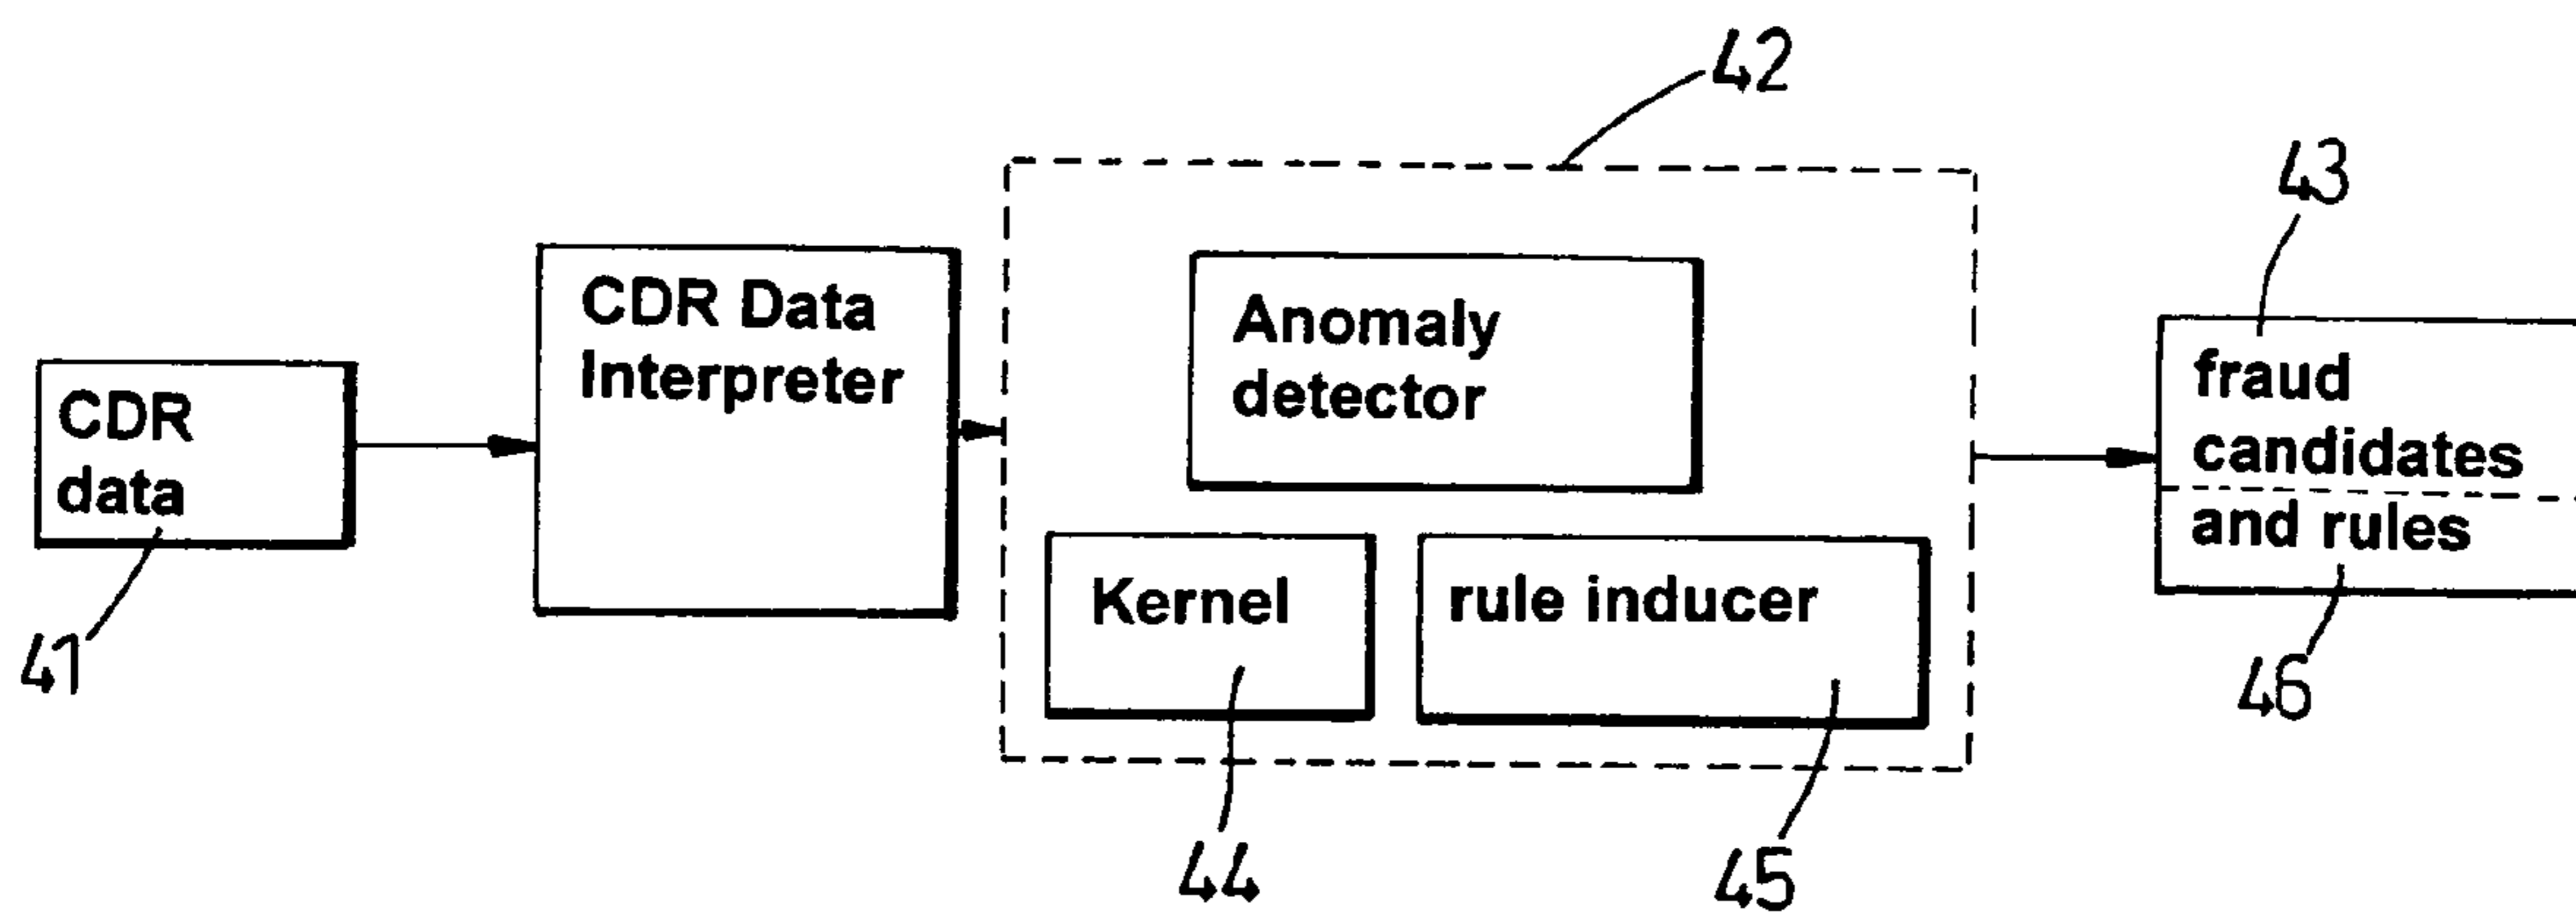 42
43
CDR Data
Interpreter
Anomaly
detector
CDR
data
fraud
candidates
and rules
Kernel
rule inducer
41
46
44
45